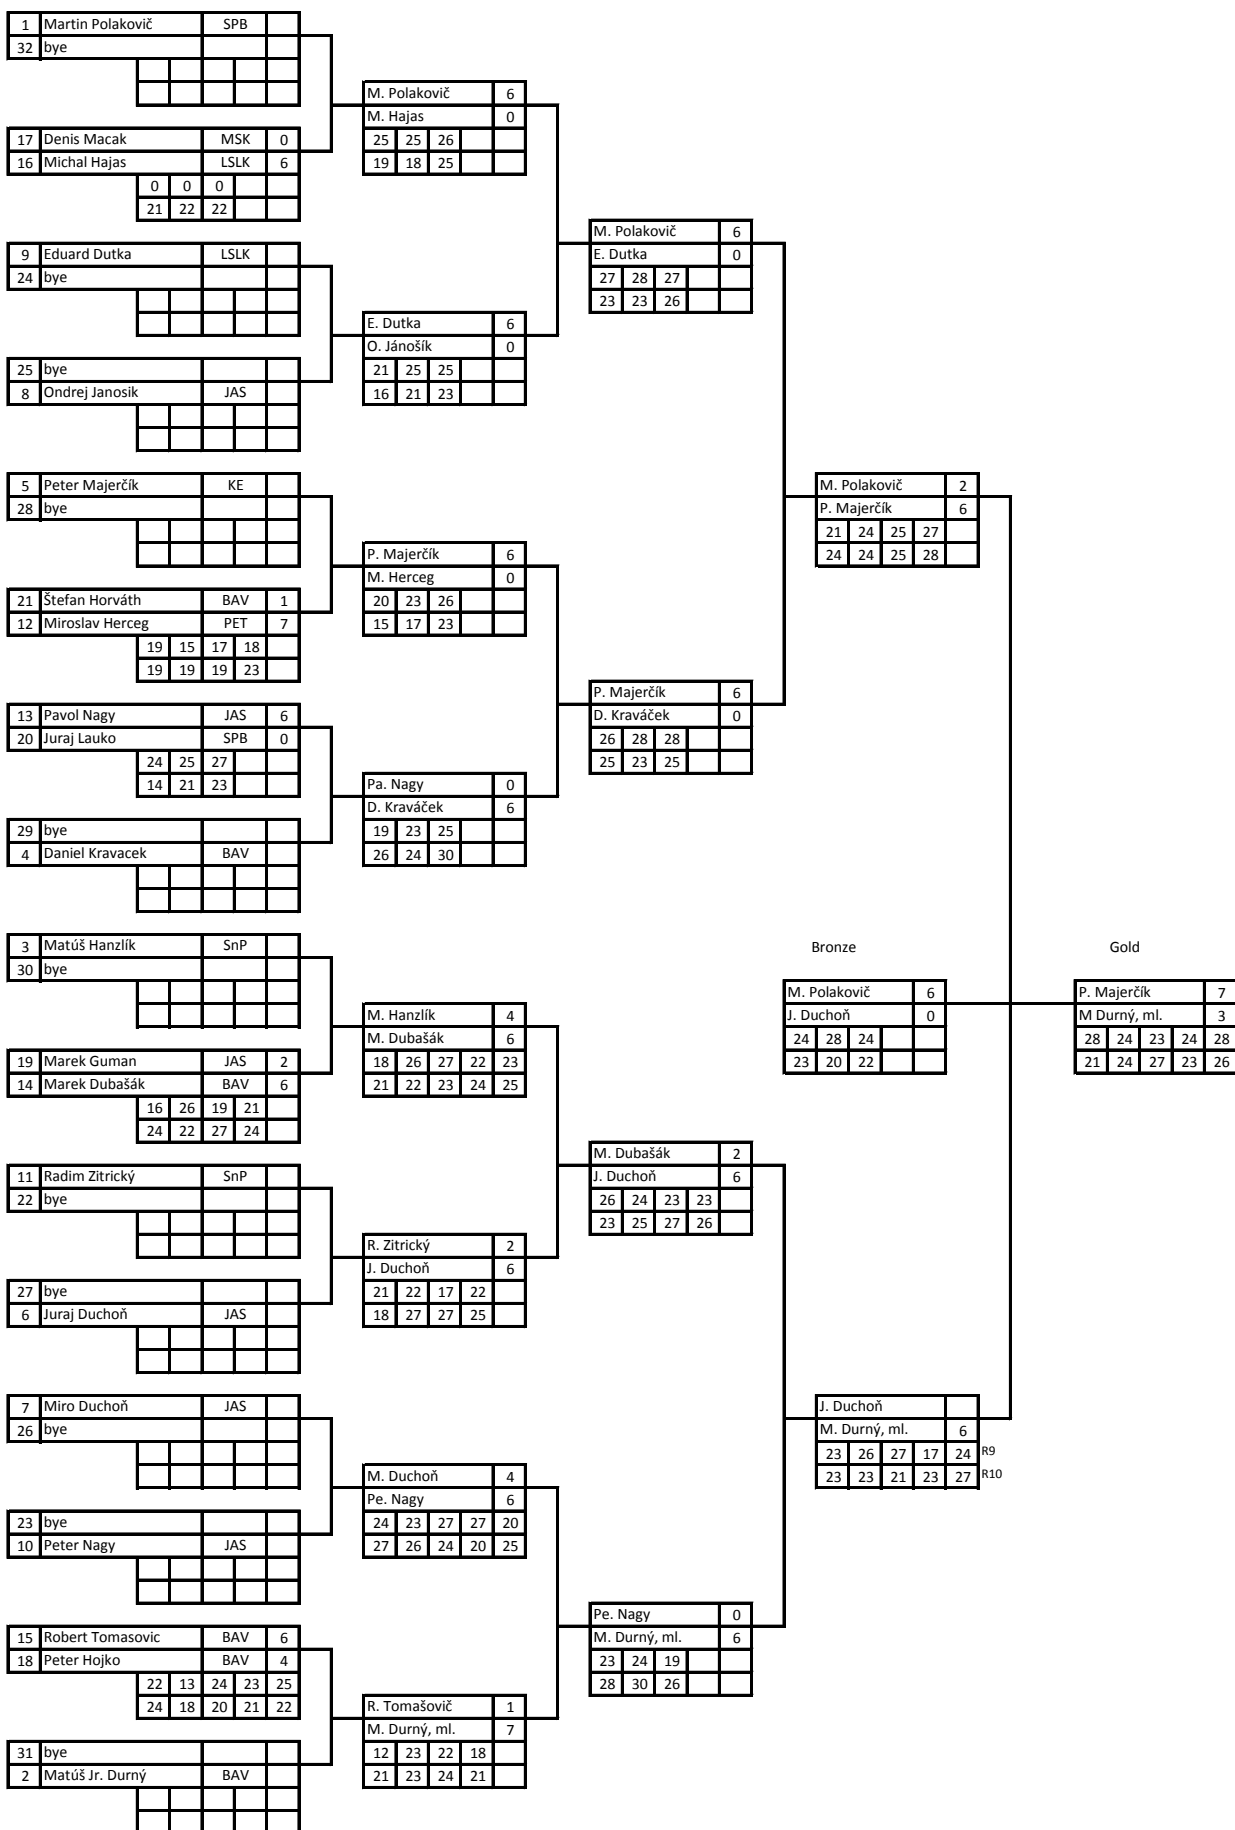 1 Martin Polakovič SPB
32 bye
17 Denis Macak MSK 0
16 Michal Hajas LSLK 6
0 0 0
21 22 22
9 Eduard Dutka LSLK
24 bye
25 bye
8 Ondrej Janosik JAS
5 Peter Majerčík KE
28 bye
21 Štefan Horváth BAV 1
12 Miroslav Herceg PET 7
19 15 17 18
19 19 19 23
13 Pavol Nagy JAS 6
20 Juraj Lauko SPB 0
24 25 27
14 21 23
29 bye
4 Daniel Kravacek BAV
3 Matúš Hanzlík SnP
30 bye
19 Marek Guman JAS 2
14 Marek Dubašák BAV 6
16 26 19 21
24 22 27 24
11 Radim Zitrický SnP
22 bye
27 bye
6 Juraj Duchoň JAS
7 Miro Duchoň JAS
26 bye
23 bye
10 Peter Nagy JAS
15 Robert Tomasovic BAV 6
18 Peter Hojko BAV 4
22 13 24 23 25
24 18 20 21 22
31 bye
2 Matúš Jr. Durný BAV
M. Polakovič 6
M. Hajas 0
25 25 26
19 18 25
E. Dutka 6
O. Jánošík 0
21 25 25
16 21 23
P. Majerčík 6
M. Herceg 0
20 23 26
15 17 23
Pa. Nagy 0
D. Kraváček 6
19 23 25
26 24 30
M. Hanzlík 4
M. Dubašák 6
18 26 27 22 23
21 22 23 24 25
R. Zitrický 2
J. Duchoň 6
21 22 17 22
18 27 27 25
M. Duchoň 4
Pe. Nagy 6
24 23 27 27 20
27 26 24 20 25
R. Tomašovič 1
M. Durný, ml. 7
12 23 22 18
21 23 24 21
M. Polakovič 6
E. Dutka 0
27 28 27
23 23 26
P. Majerčík 6
D. Kraváček 0
26 28 28
25 23 25
M. Dubašák 2
J. Duchoň 6
26 24 23 23
23 25 27 26
Pe. Nagy 0
M. Durný, ml. 6
23 24 19
28 30 26
M. Polakovič 2
P. Majerčík 6
21 24 25 27
24 24 25 28
J. Duchoň
M. Durný, ml. 6
23 26 27 17 24 R9
23 23 21 23 27 R10
Bronze
M. Polakovič 6
J. Duchoň 0
24 28 24
23 20 22
Gold
P. Majerčík 7
M Durný, ml. 3
28 24 23 24 28
21 24 27 23 26